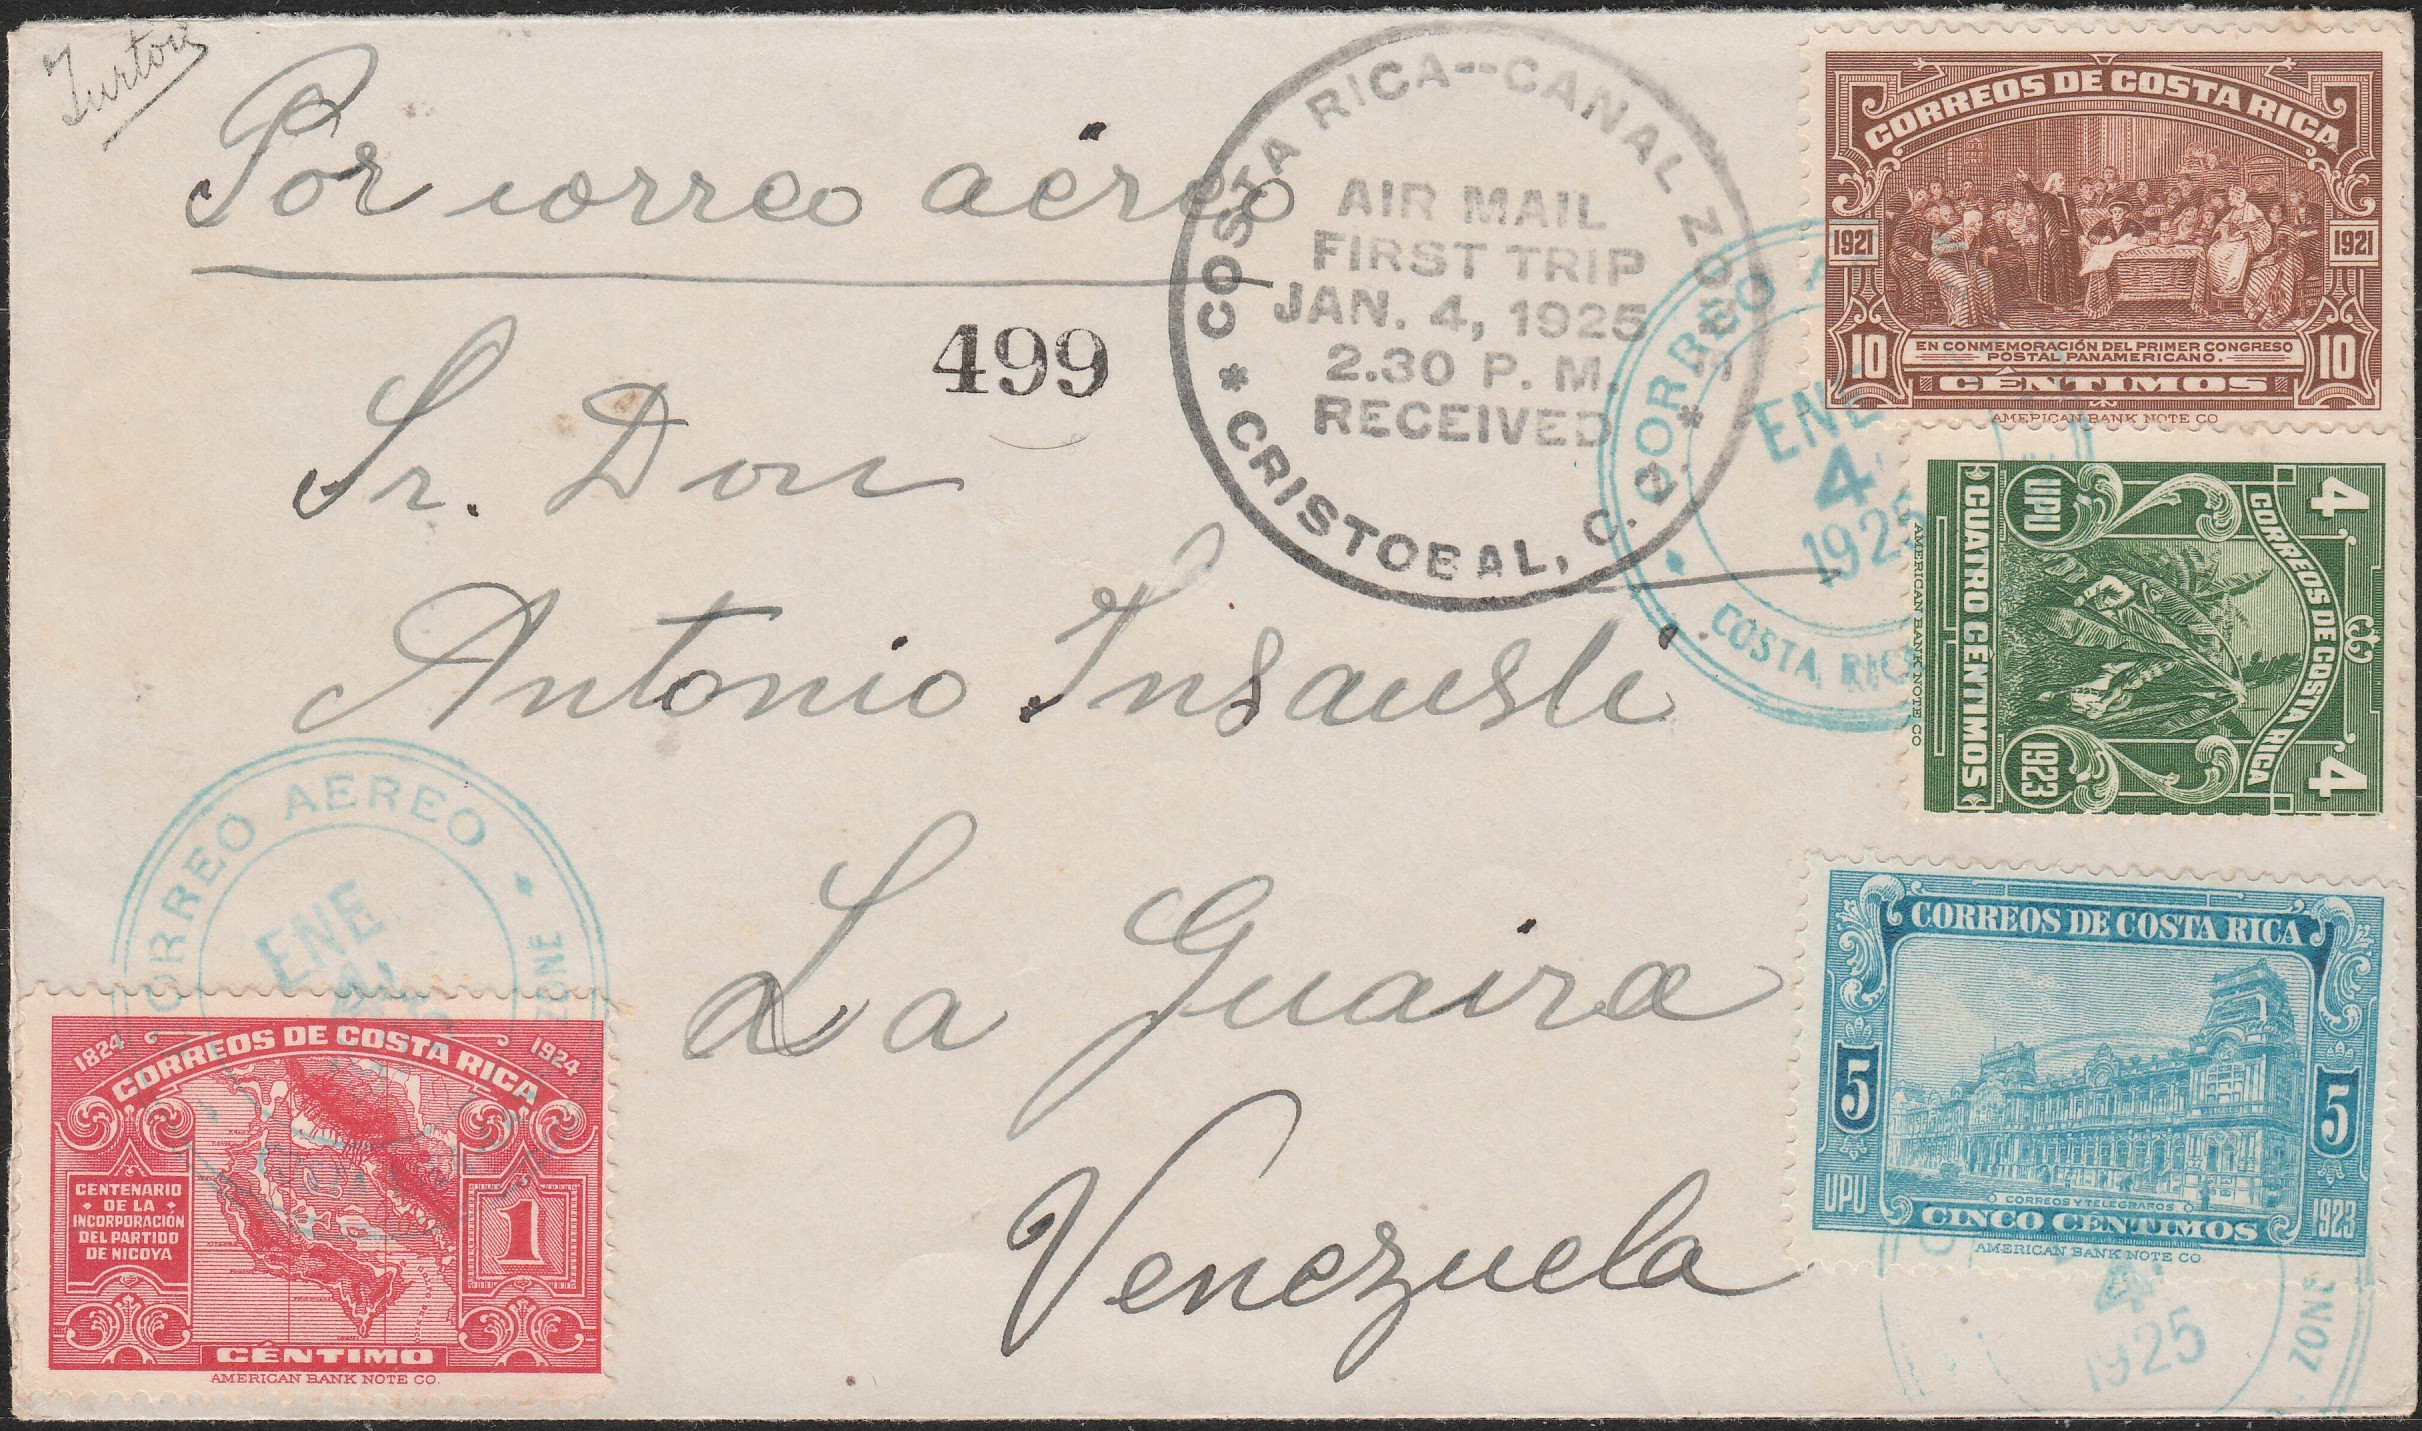 Turton
Por correo aéreo
COSTA RICA--CANAL ZONE
AIR MAIL
FIRST TRIP
JAN. 4, 1925
2.30 P. M.
RECEIVED
* CRISTOBAL, C. Z. *
499
Sr. Don
Antonio Insausti
La Guaira
Venezuela
CORREOS DE COSTA RICA
1921 1921
10 EN CONMEMORACIÓN DEL PRIMER CONGRESO 10
POSTAL PANAMERICANO.
CÉNTIMOS
AMERICAN BANK NOTE CO
CORREO
ENE
4
1925
COSTA RICA
4 CORREOS DE COSTA RICA 4
UPU 1923
CUATRO CÉNTIMOS
AMERICAN BANK NOTE CO
CORREOS DE COSTA RICA
5 5
UPU 1923
CORREOS Y TELEGRAFOS
CINCO CENTIMOS
AMERICAN BANK NOTE CO.
4
1925
ZONE
CORREO AEREO
ZONE
ENE
4
1824 1924
CORREOS DE COSTA RICA
CENTENARIO
DE LA
INCORPORACIÓN
DEL PARTIDO
DE NICOYA
1
CÉNTIMO
AMERICAN BANK NOTE CO.